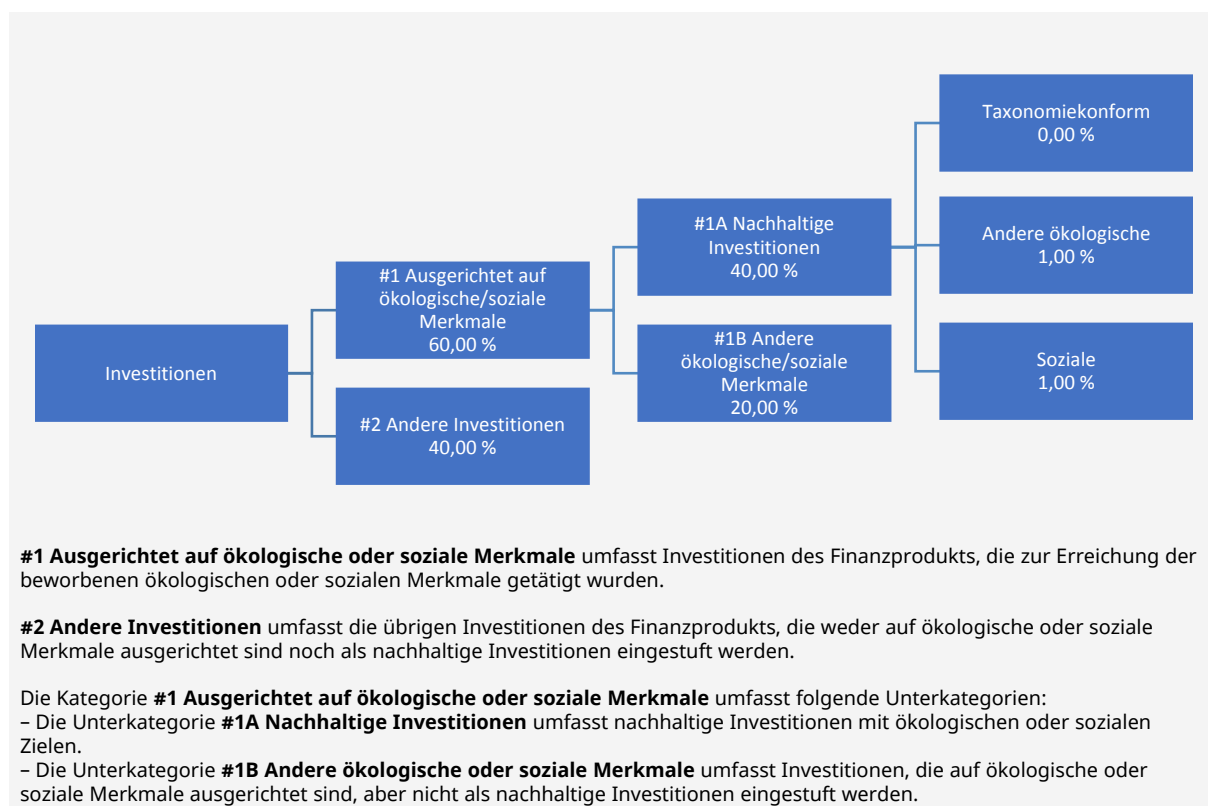 Taxonomiekonform
0,00 %
#1A Nachhaltige
Investitionen
40,00 %
Andere ökologische
1,00 %
#1 Ausgerichtet auf
ökologische/soziale
Merkmale
60,00 %
#1B Andere
ökologische/soziale
Merkmale
20,00 %
Investitionen
Soziale
1,00 %
#2 Andere Investitionen
40,00 %
#1 Ausgerichtet auf ökologische oder soziale Merkmale umfasst Investitionen des Finanzprodukts, die zur Erreichung der
beworbenen ökologischen oder sozialen Merkmale getätigt wurden.
#2 Andere Investitionen umfasst die übrigen Investitionen des Finanzprodukts, die weder auf ökologische oder soziale
Merkmale ausgerichtet sind noch als nachhaltige Investitionen eingestuft werden.
Die Kategorie #1 Ausgerichtet auf ökologische oder soziale Merkmale umfasst folgende Unterkategorien:
– Die Unterkategorie #1A Nachhaltige Investitionen umfasst nachhaltige Investitionen mit ökologischen oder sozialen
Zielen.
– Die Unterkategorie #1B Andere ökologische oder soziale Merkmale umfasst Investitionen, die auf ökologische oder
soziale Merkmale ausgerichtet sind, aber nicht als nachhaltige Investitionen eingestuft werden.